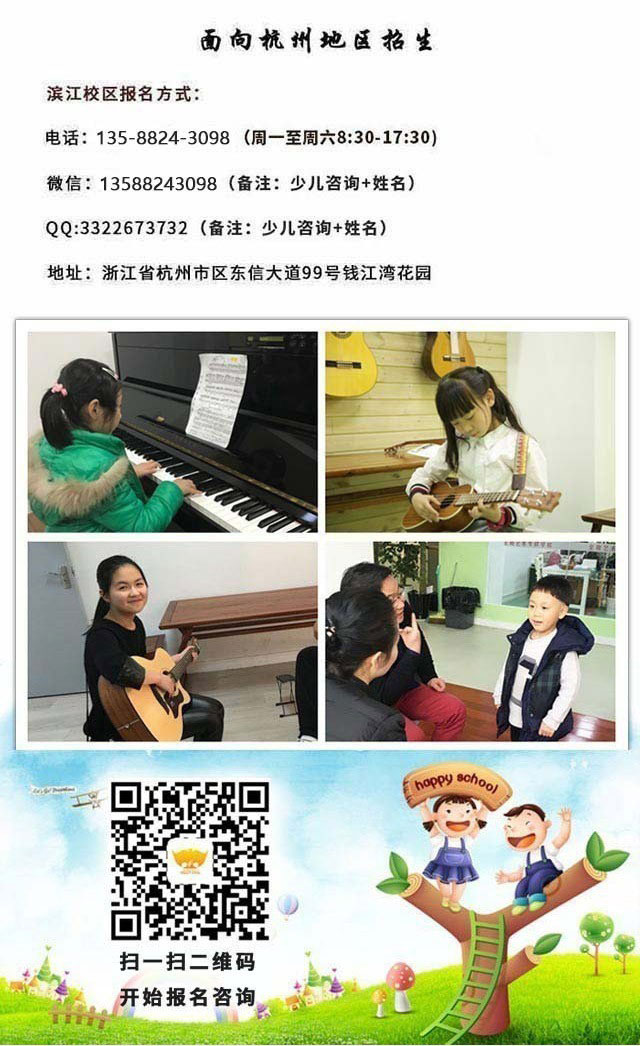 面向杭州地区招生
滨江校区报名方式：
电话：135-8824-3098（周一至周六8:30-17:30)
微信：13588243098（备注：少儿咨询+姓名）
QQ:3322673732（备注：少儿咨询+姓名）
地址：浙江省杭州市区东信大道99号钱江湾花园
happy school
扫一扫二维码
开始报名咨询